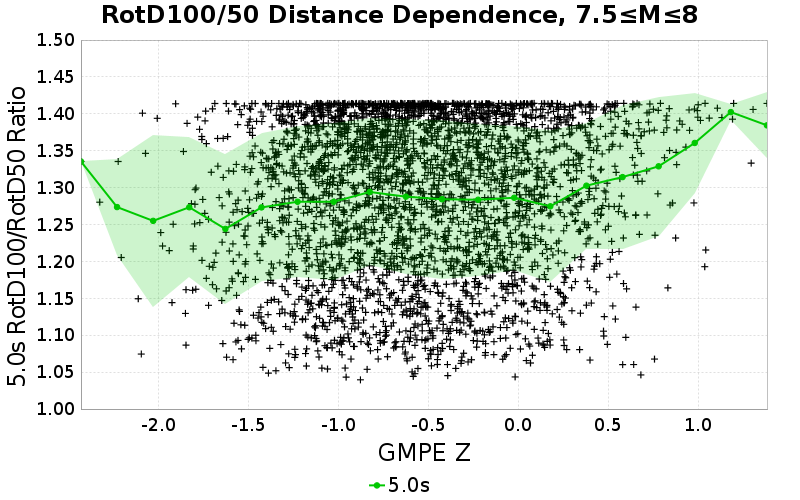 RotD100/50 Distance Dependence, 7.5≤M≤8
5.0s RotD100/RotD50 Ratio
1.50
1.45
1.40
1.35
1.30
1.25
1.20
1.15
1.10
1.05
1.00
-2.0 -1.5 -1.0 -0.5 0.0 0.5 1.0
GMPE Z
5.0s